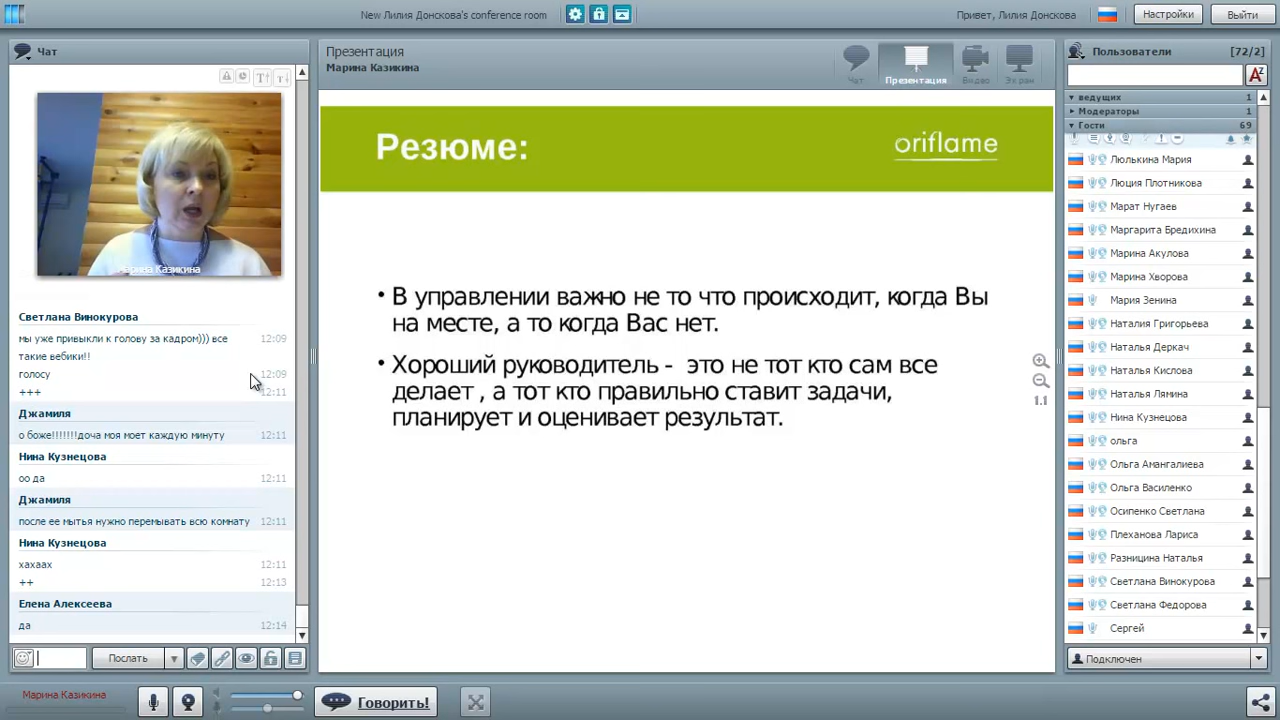 New Лилия Донскова's conference room
Привет, Лилия Донскова
Настройки
Выйти
Чат
Марина Казикина
Светлана Винокурова
мы уже привыкли к голову за кадром))) все 12:09
такие вебики!!
голосу 12:09
+++ 12:11
Джамиля
о боже!!!!!!!доча моя моет каждую минуту 12:11
Нина Кузнецова
оо да 12:11
Джамиля
после ее мытья нужно перемывать всю комнату 12:11
Нина Кузнецова
хахаах 12:11
++ 12:13
Елена Алексеева
да 12:14
Послать
Презентация
Марина Казикина
Чат
Презентация
Видео
Экран
Резюме:
oriflame
• В управлении важно не то что происходит, когда Вы
на месте, а то когда Вас нет.
• Хороший руководитель - это не тот кто сам все
делает , а тот кто правильно ставит задачи,
планирует и оценивает результат.
1.1
Пользователи [72/2]
ведущих 1
Модераторы 1
Гости 69
Люлькина Мария
Люция Плотникова
Марат Нугаев
Маргарита Бредихина
Марина Акулова
Марина Хворова
Мария Зенина
Наталия Григорьева
Наталья Деркач
Наталья Кислова
Наталья Лямина
Нина Кузнецова
ольга
Ольга Амангалиева
Ольга Василенко
Осипенко Светлана
Плеханова Лариса
Разницина Наталья
Светлана Винокурова
Светлана Федорова
Сергей
Подключен
Марина Казикина
Говорить!